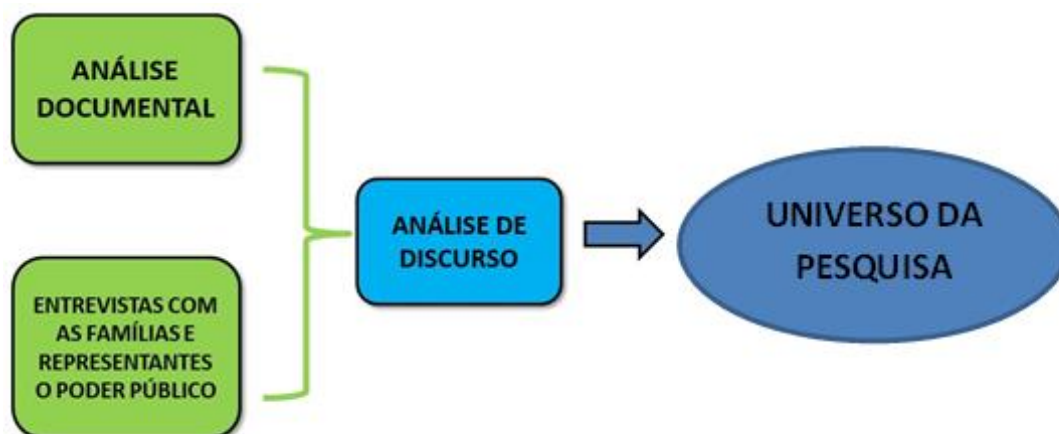 ANÁLISE
DOCUMENTAL
ENTREVISTAS COM
AS FAMÍLIAS E
REPRESENTANTES
O PODER PÚBLICO
ANÁLISE DE
DISCURSO
UNIVERSO DA
PESQUISA